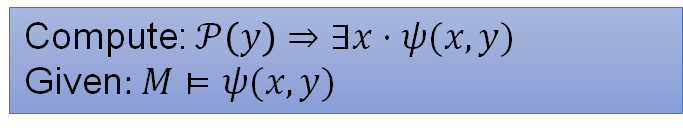 Compute: 𝒫(y) ⇒ ∃x · ψ(x, y)
Given: M ⊨ ψ(x, y)